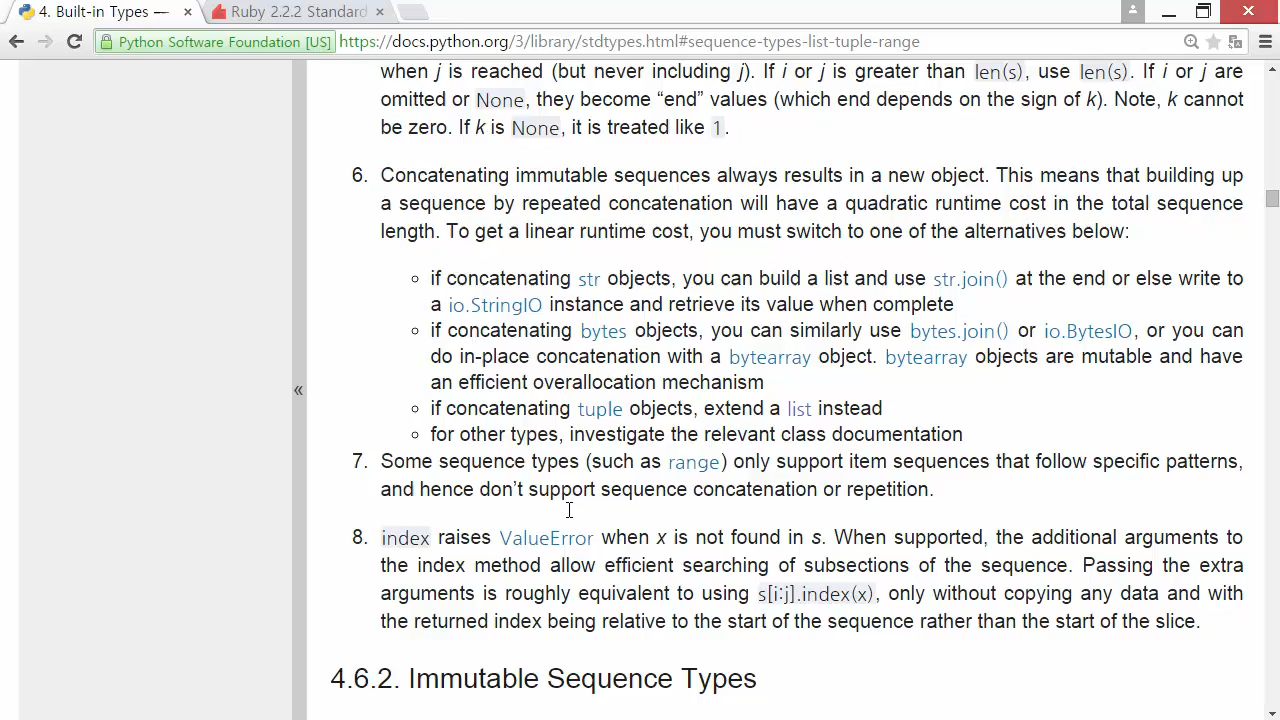 4. Built-in Types —
Ruby 2.2.2 Standard
Python Software Foundation [US]
https://docs.python.org/3/library/stdtypes.html#sequence-types-list-tuple-range
when j is reached (but never including j). If i or j is greater than len(s), use len(s). If i or j are
omitted or None, they become “end” values (which end depends on the sign of k). Note, k cannot
be zero. If k is None, it is treated like 1.
6. Concatenating immutable sequences always results in a new object. This means that building up
a sequence by repeated concatenation will have a quadratic runtime cost in the total sequence
length. To get a linear runtime cost, you must switch to one of the alternatives below:
◦ if concatenating str objects, you can build a list and use str.join() at the end or else write to
a io.StringIO instance and retrieve its value when complete
◦ if concatenating bytes objects, you can similarly use bytes.join() or io.BytesIO, or you can
do in-place concatenation with a bytearray object. bytearray objects are mutable and have
an efficient overallocation mechanism
◦ if concatenating tuple objects, extend a list instead
◦ for other types, investigate the relevant class documentation
7. Some sequence types (such as range) only support item sequences that follow specific patterns,
and hence don’t support sequence concatenation or repetition.
«
8. index raises ValueError when x is not found in s. When supported, the additional arguments to
the index method allow efficient searching of subsections of the sequence. Passing the extra
arguments is roughly equivalent to using s[i:j].index(x), only without copying any data and with
the returned index being relative to the start of the sequence rather than the start of the slice.
4.6.2. Immutable Sequence Types